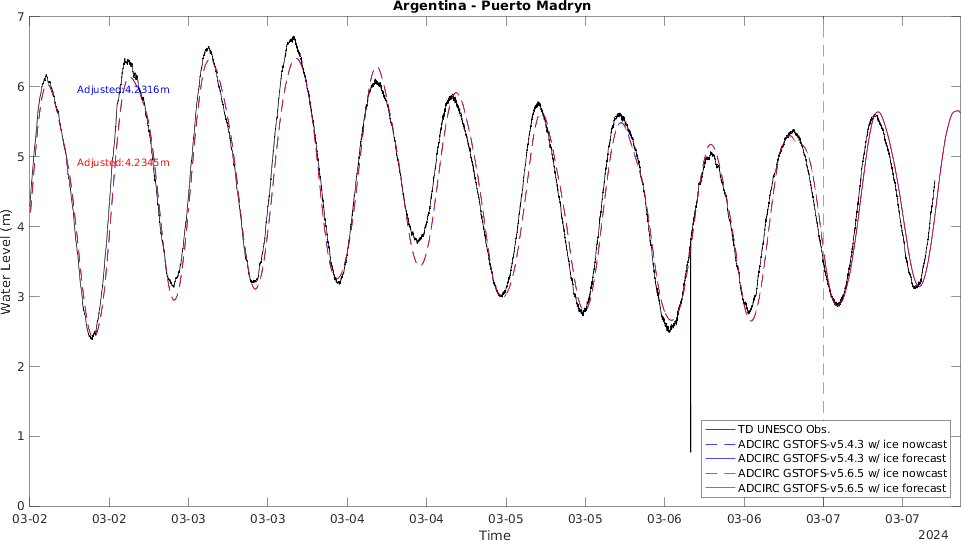 Argentina - Puerto Madryn
7
6
5
4
3
2
1
0
Water Level (m)
Adjusted:4.2316m
Adjusted:4.2345m
TD UNESCO Obs.
ADCIRC GSTOFS-v5.4.3 w/ ice nowcast
ADCIRC GSTOFS-v5.4.3 w/ ice forecast
ADCIRC GSTOFS-v5.6.5 w/ ice nowcast
ADCIRC GSTOFS-v5.6.5 w/ ice forecast
03-02 03-02 03-03 03-03 03-04 03-04 03-05 03-05 03-06 03-06 03-07 03-07
Time
2024